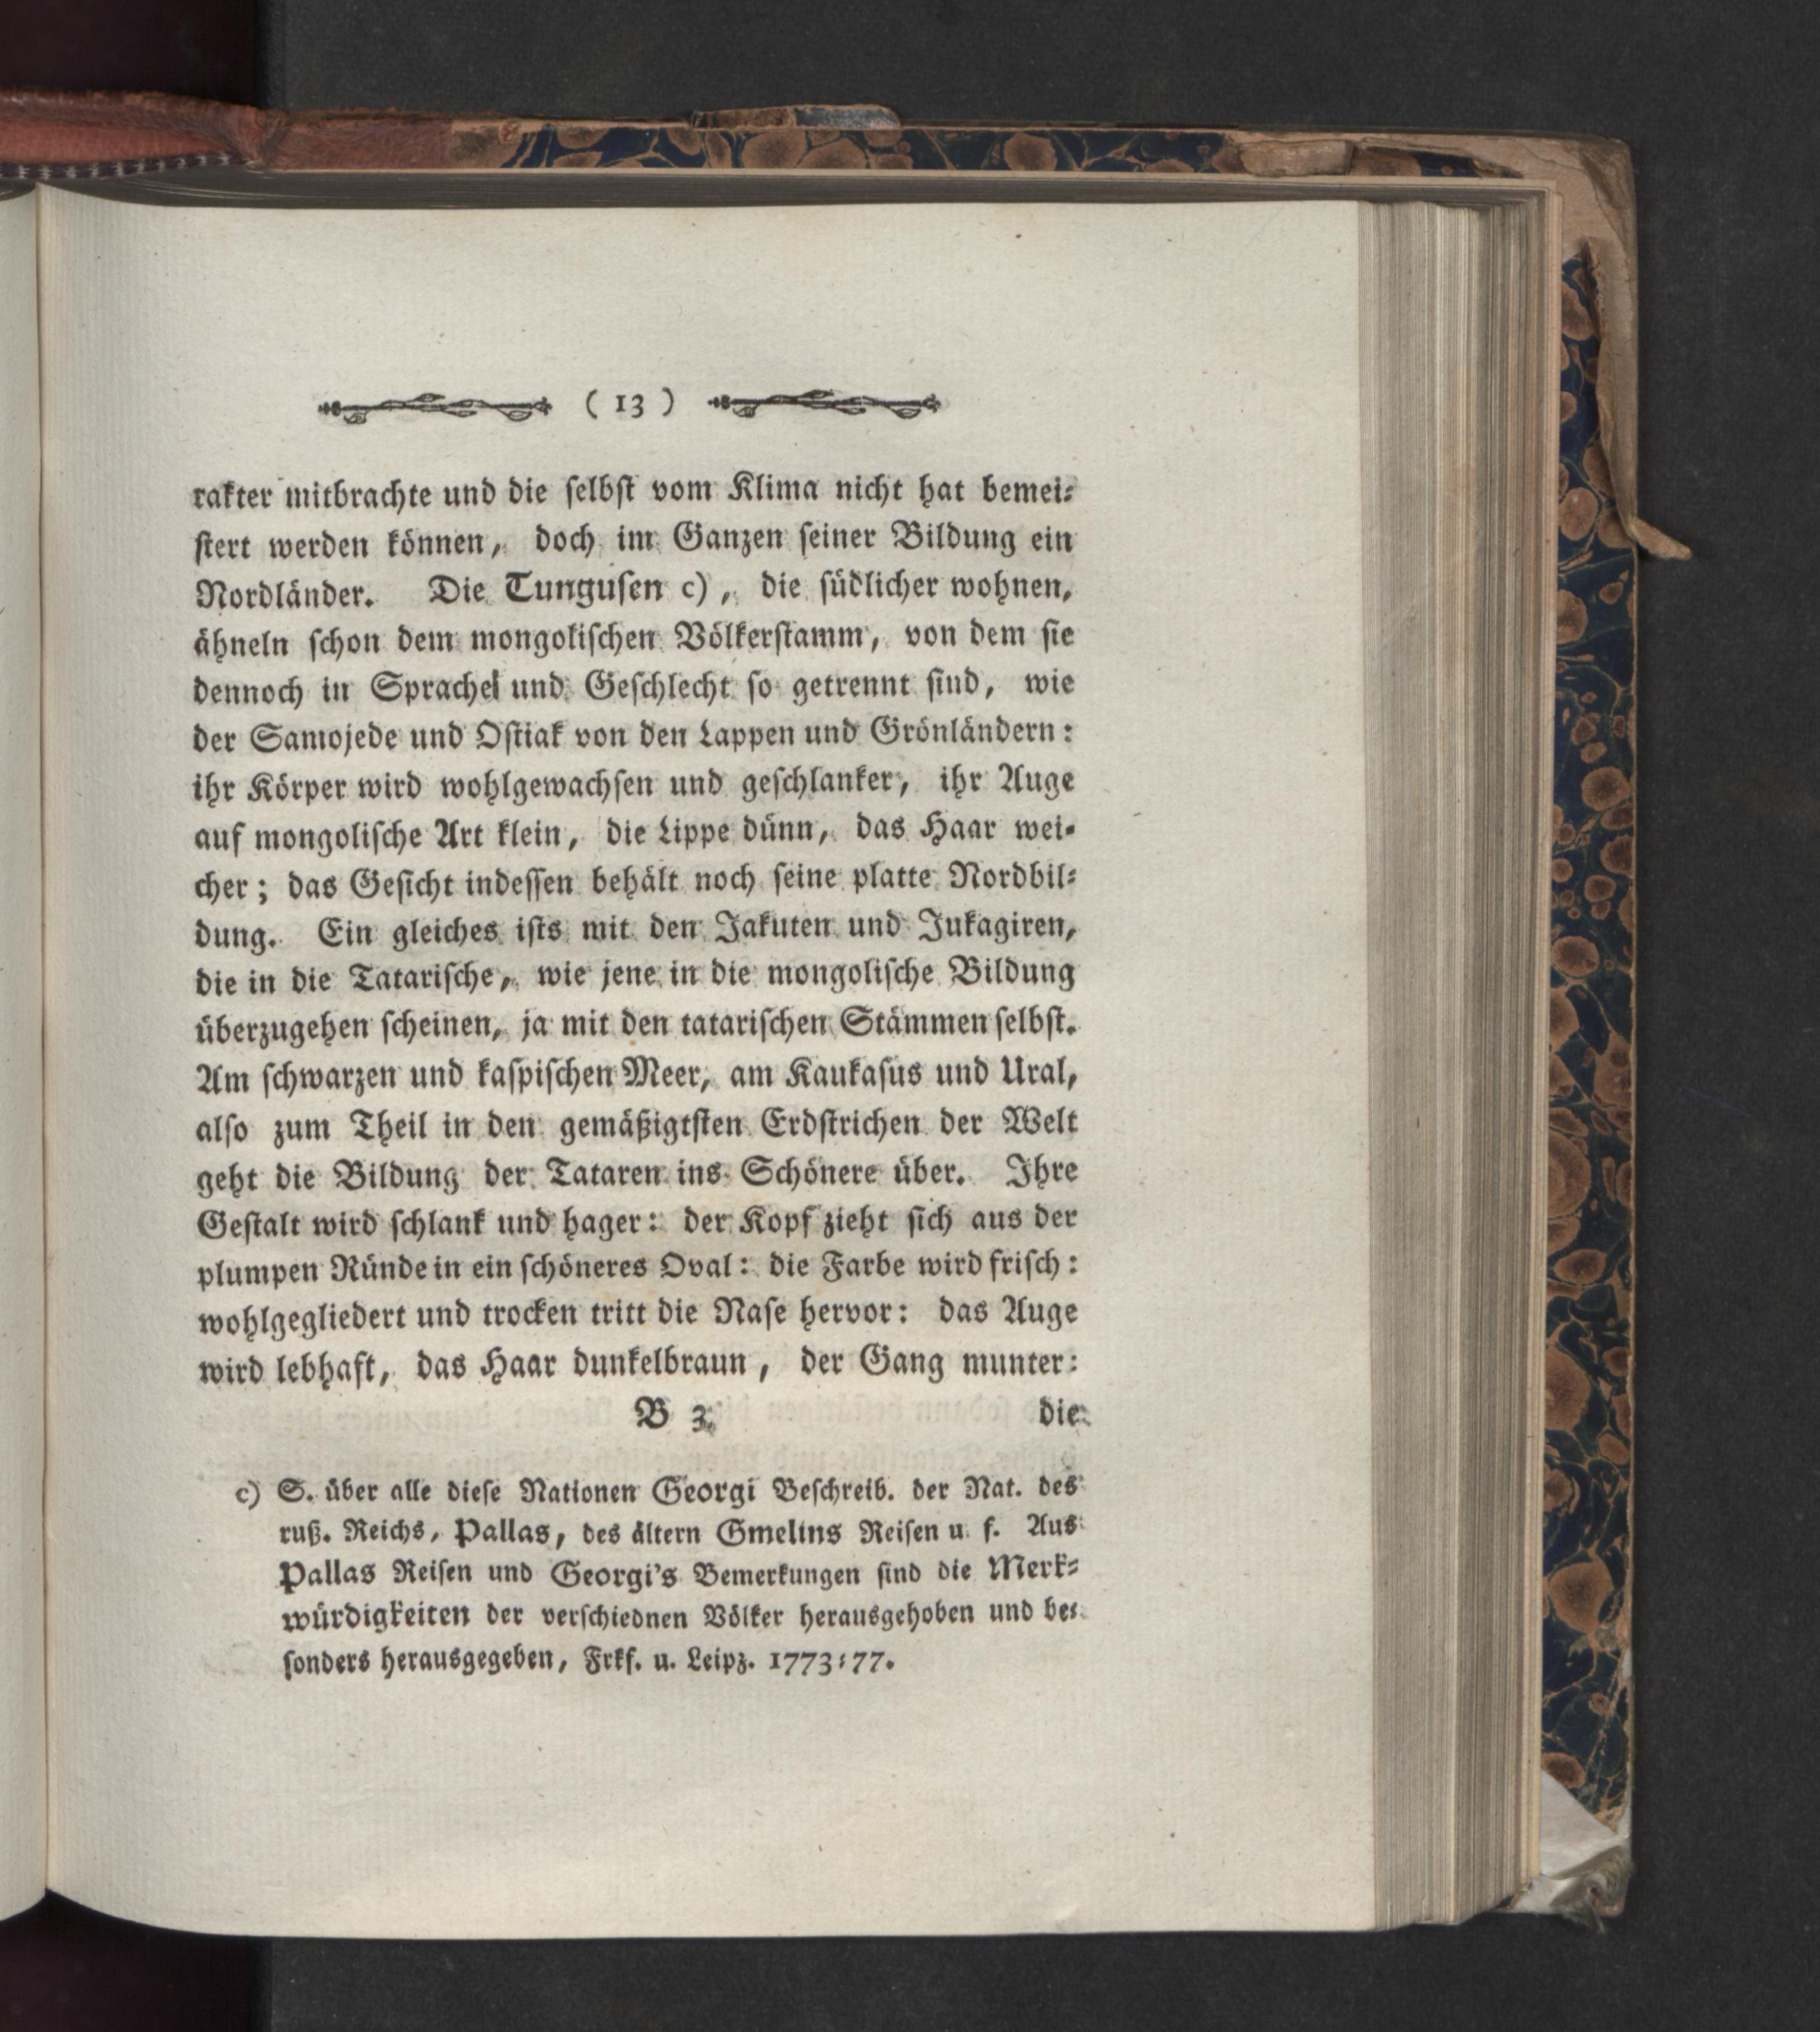 ( 13 )
rakter mitbrachte und die ſelbſt vom Klima nicht hat bemei⸗
ſtert werden können, doch im Ganzen ſeiner Bildung ein
Nordländer. Die Tunguſen c), die ſüdlicher wohnen,
ähneln ſchon dem mongoliſchen Völkerſtamm, von dem ſie
dennoch in Sprache und Geſchlecht ſo getrennt ſind, wie
der Samojede und Oſtiak von den Lappen und Grönländern:
ihr Körper wird wohlgewachſen und geſchlanker, ihr Auge
auf mongoliſche Art klein, die Lippe dünn, das Haar wei⸗
cher; das Geſicht indeſſen behält noch ſeine platte Nordbil⸗
dung. Ein gleiches iſts mit den Jakuten und Jukagiren,
die in die Tatariſche, wie jene in die mongoliſche Bildung
überzugehen ſcheinen, ja mit den tatariſchen Stämmen ſelbſt.
Am ſchwarzen und kaſpiſchen Meer, am Kaukaſus und Ural,
alſo zum Theil in den gemäßigtſten Erdſtrichen der Welt
geht die Bildung der Tataren ins Schönere über. Ihre
Geſtalt wird ſchlank und hager: der Kopf zieht ſich aus der
plumpen Ründe in ein ſchöneres Oval: die Farbe wird friſch:
wohlgegliedert und trocken tritt die Naſe hervor: das Auge
wird lebhaft, das Haar dunkelbraun, der Gang munter:
B 3 die
c) S. über alle dieſe Nationen Georgi Beſchreib. der Nat. des
ruß. Reichs, Pallas, des ältern Gmelins Reiſen u. f. Aus
Pallas Reiſen und Georgi's Bemerkungen ſind die Merk⸗
würdigkeiten der verſchiednen Völker herausgehoben und be⸗
ſonders herausgegeben, Frkf. u. Leipz. 1773⸗77.